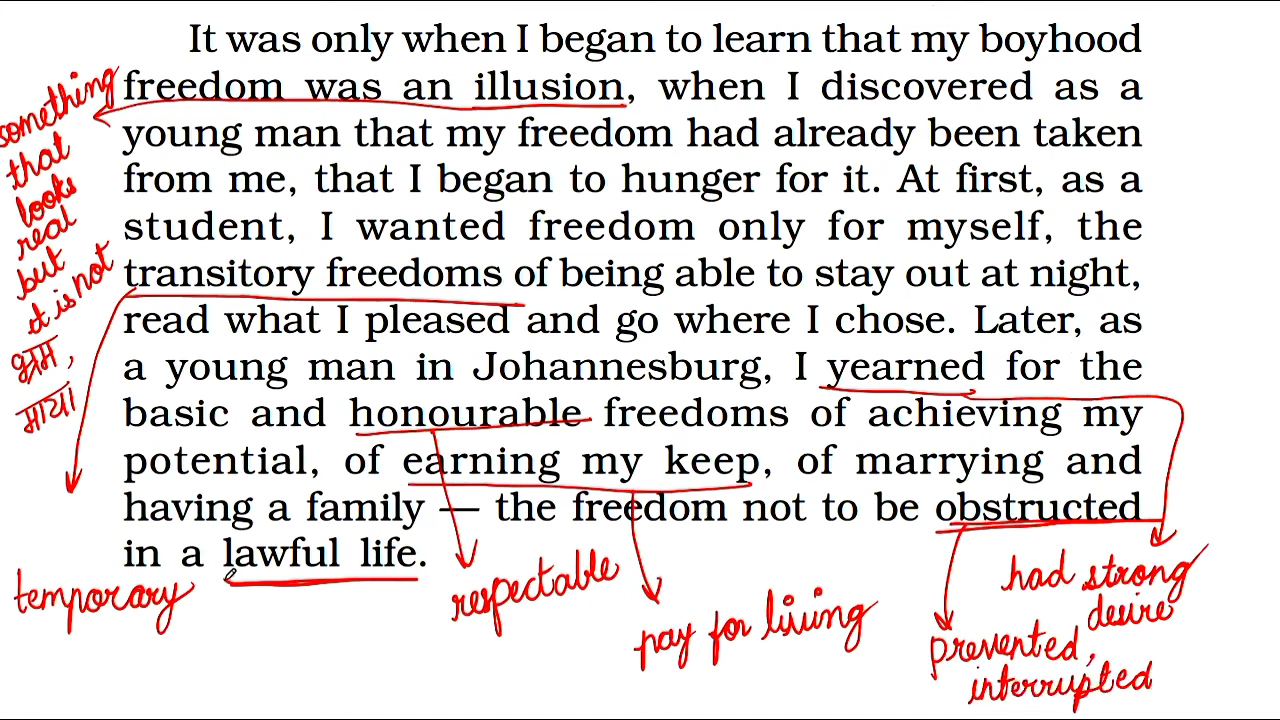 It was only when I began to learn that my boyhood
freedom was an illusion, when I discovered as a
young man that my freedom had already been taken
from me, that I began to hunger for it. At first, as a
student, I wanted freedom only for myself, the
transitory freedoms of being able to stay out at night,
read what I pleased and go where I chose. Later, as
a young man in Johannesburg, I yearned for the
basic and honourable freedoms of achieving my
potential, of earning my keep, of marrying and
having a family — the freedom not to be obstructed
in a lawful life.
something
that
looks
real
but
it is not
भ्रम,
माया
temporary
respectable
pay for living
had strong
desire
prevented,
interrupted